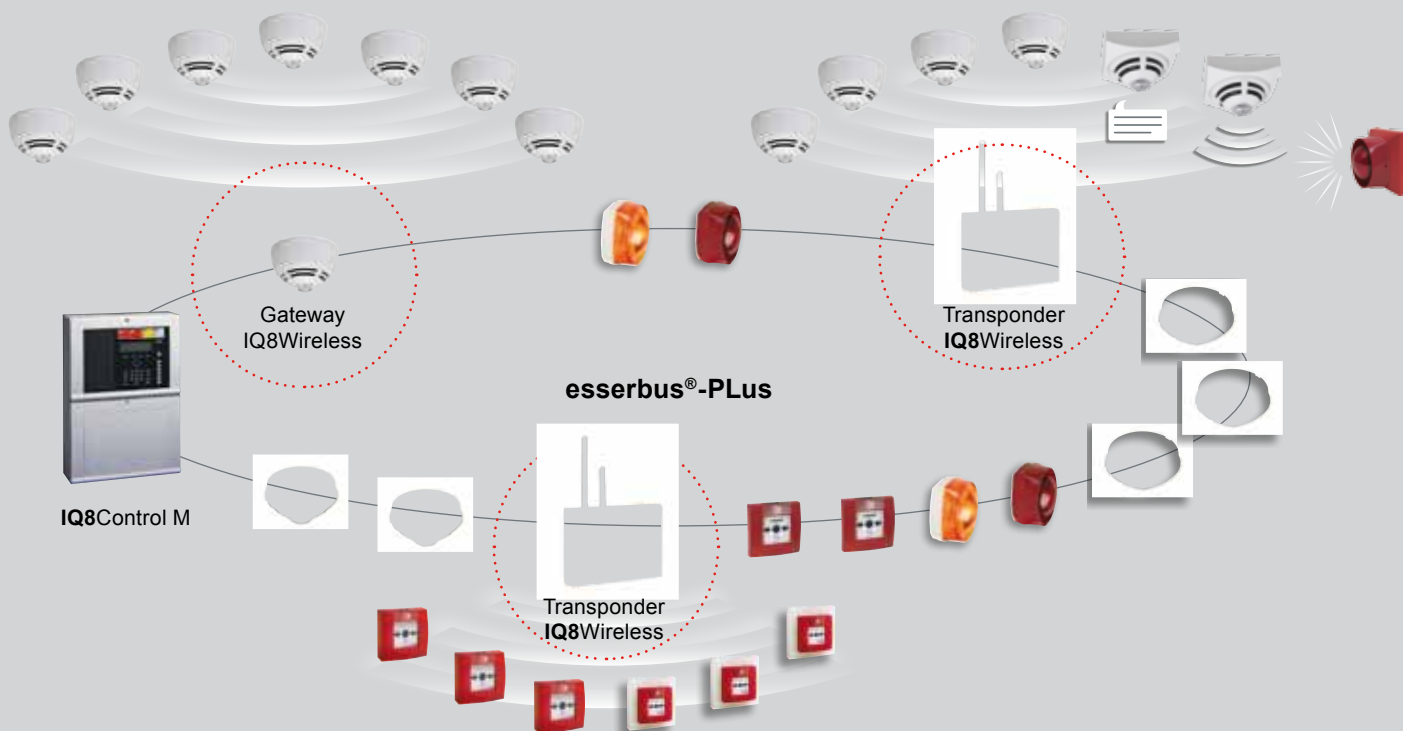 Gateway
IQ8Wireless
Transponder
IQ8Wireless
esserbus®-PLus
IQ8Control M
Transponder
IQ8Wireless